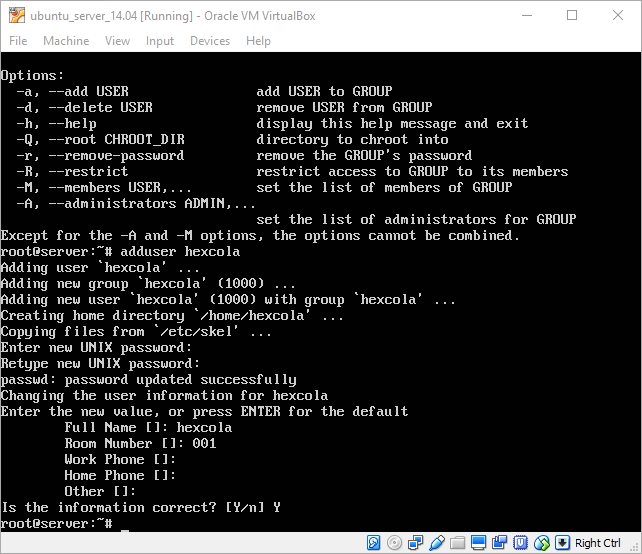 ubuntu_server_14.04 [Running] - Oracle VM VirtualBox
File Machine View Input Devices Help
Options:
  -a, --add USER                add USER to GROUP
  -d, --delete USER             remove USER from GROUP
  -h, --help                    display this help message and exit
  -Q, --root CHROOT_DIR         directory to chroot into
  -r, --remove-password         remove the GROUP's password
  -R, --restrict                restrict access to GROUP to its members
  -M, --members USER,...        set the list of members of GROUP
  -A, --administrators ADMIN,...
                                set the list of administrators for GROUP
Except for the -A and -M options, the options cannot be combined.
root@server:~# adduser hexcola
Adding user `hexcola' ...
Adding new group `hexcola' (1000) ...
Adding new user `hexcola' (1000) with group `hexcola' ...
Creating home directory `/home/hexcola' ...
Copying files from `/etc/skel' ...
Enter new UNIX password:
Retype new UNIX password:
passwd: password updated successfully
Changing the user information for hexcola
Enter the new value, or press ENTER for the default
        Full Name []: hexcola
        Room Number []: 001
        Work Phone []:
        Home Phone []:
        Other []:
Is the information correct? [Y/n] Y
root@server:~# _
Right Ctrl